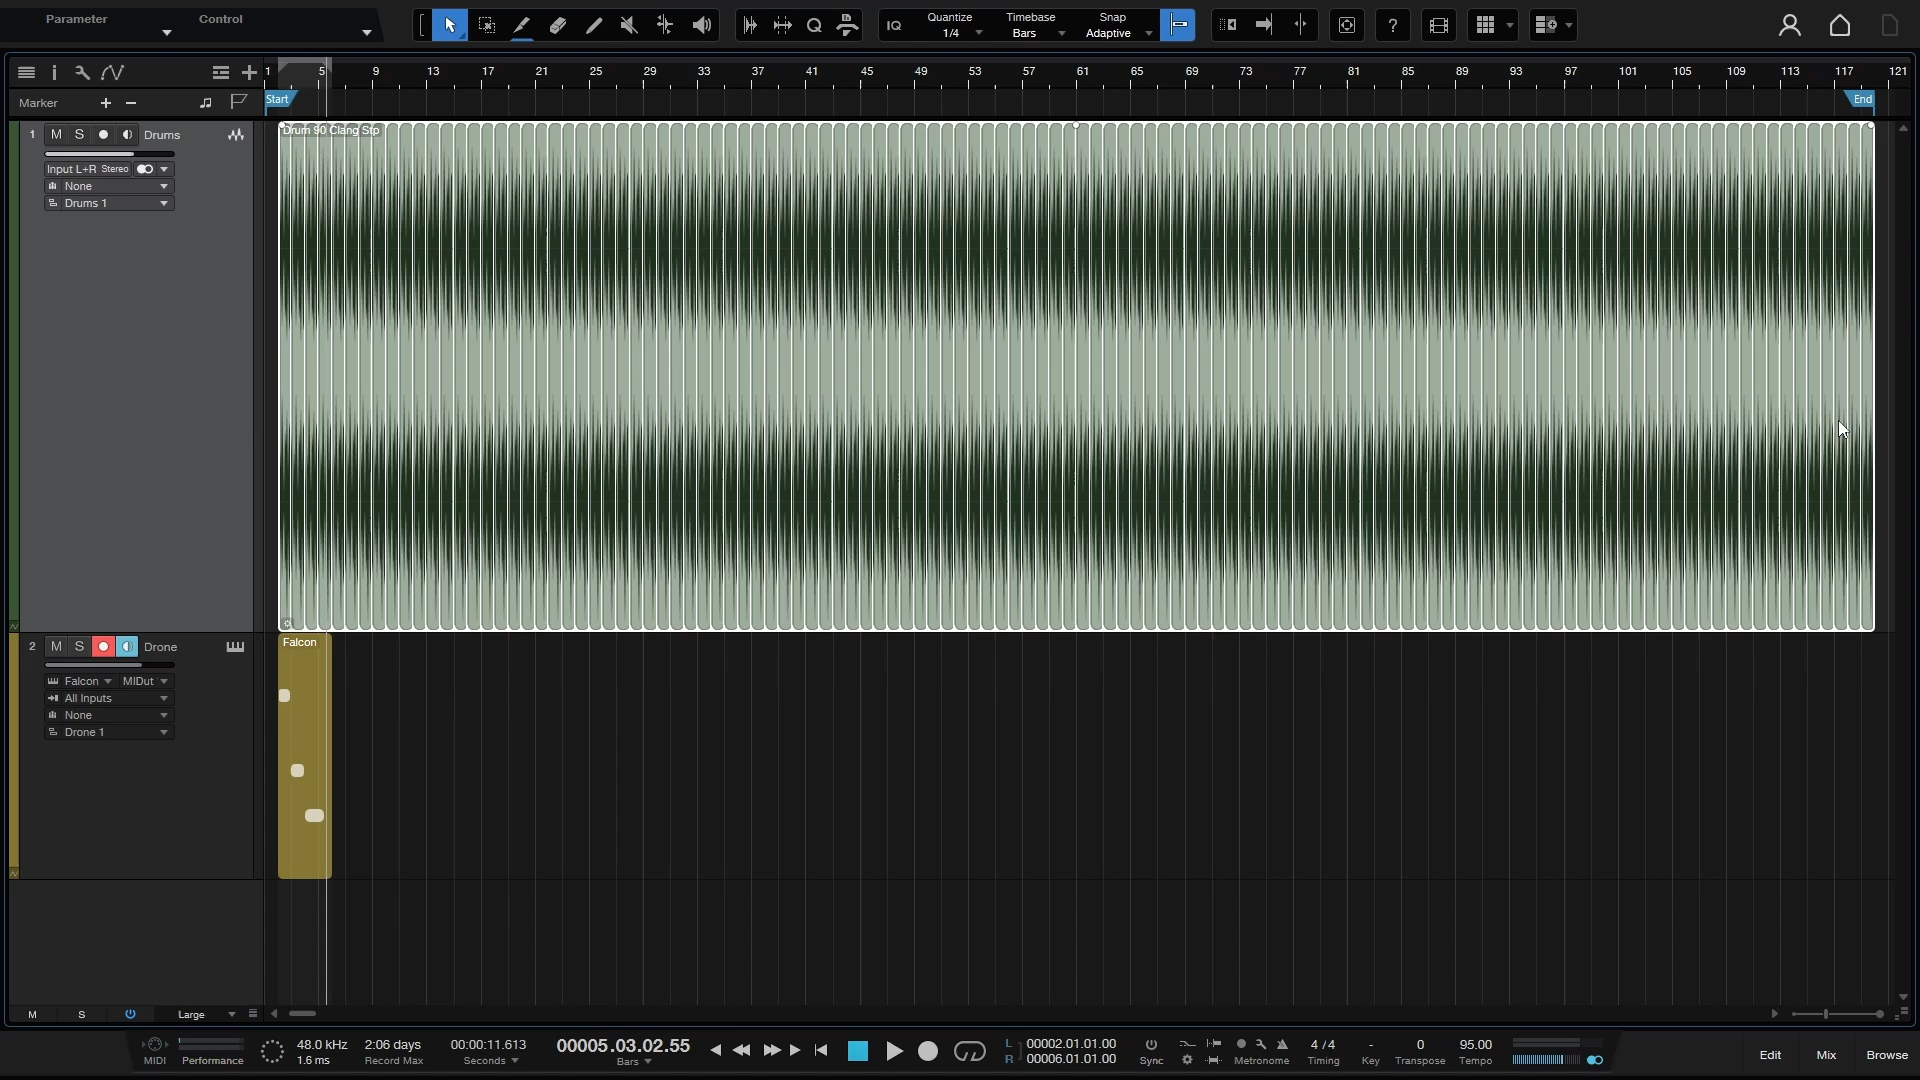 Parameter
Control
IQ
Quantize
1/4
Timebase
Bars
Snap
Adaptive
Q
?
1 5 9 13 17 21 25 29 33 37 41 45 49 53 57 61 65 69 73 77 81 85 89 93 97 101 105 109 113 117 121
Marker
Start
End
1 M S Drums
Input L+R Stereo
None
Drums 1
Drum 90 Clang Stp
2 M S Drone
Falcon MIDut
All Inputs
None
Drone 1
Falcon
M S Large
MIDI
Performance
48.0 kHz
1.6 ms
2:06 days
Record Max
00:00:11.613
Seconds
00005.03.02.55
Bars
L 00002.01.01.00
R 00006.01.01.00
Sync
Metronome
4 / 4
Timing
-
Key
0
Transpose
95.00
Tempo
Edit
Mix
Browse